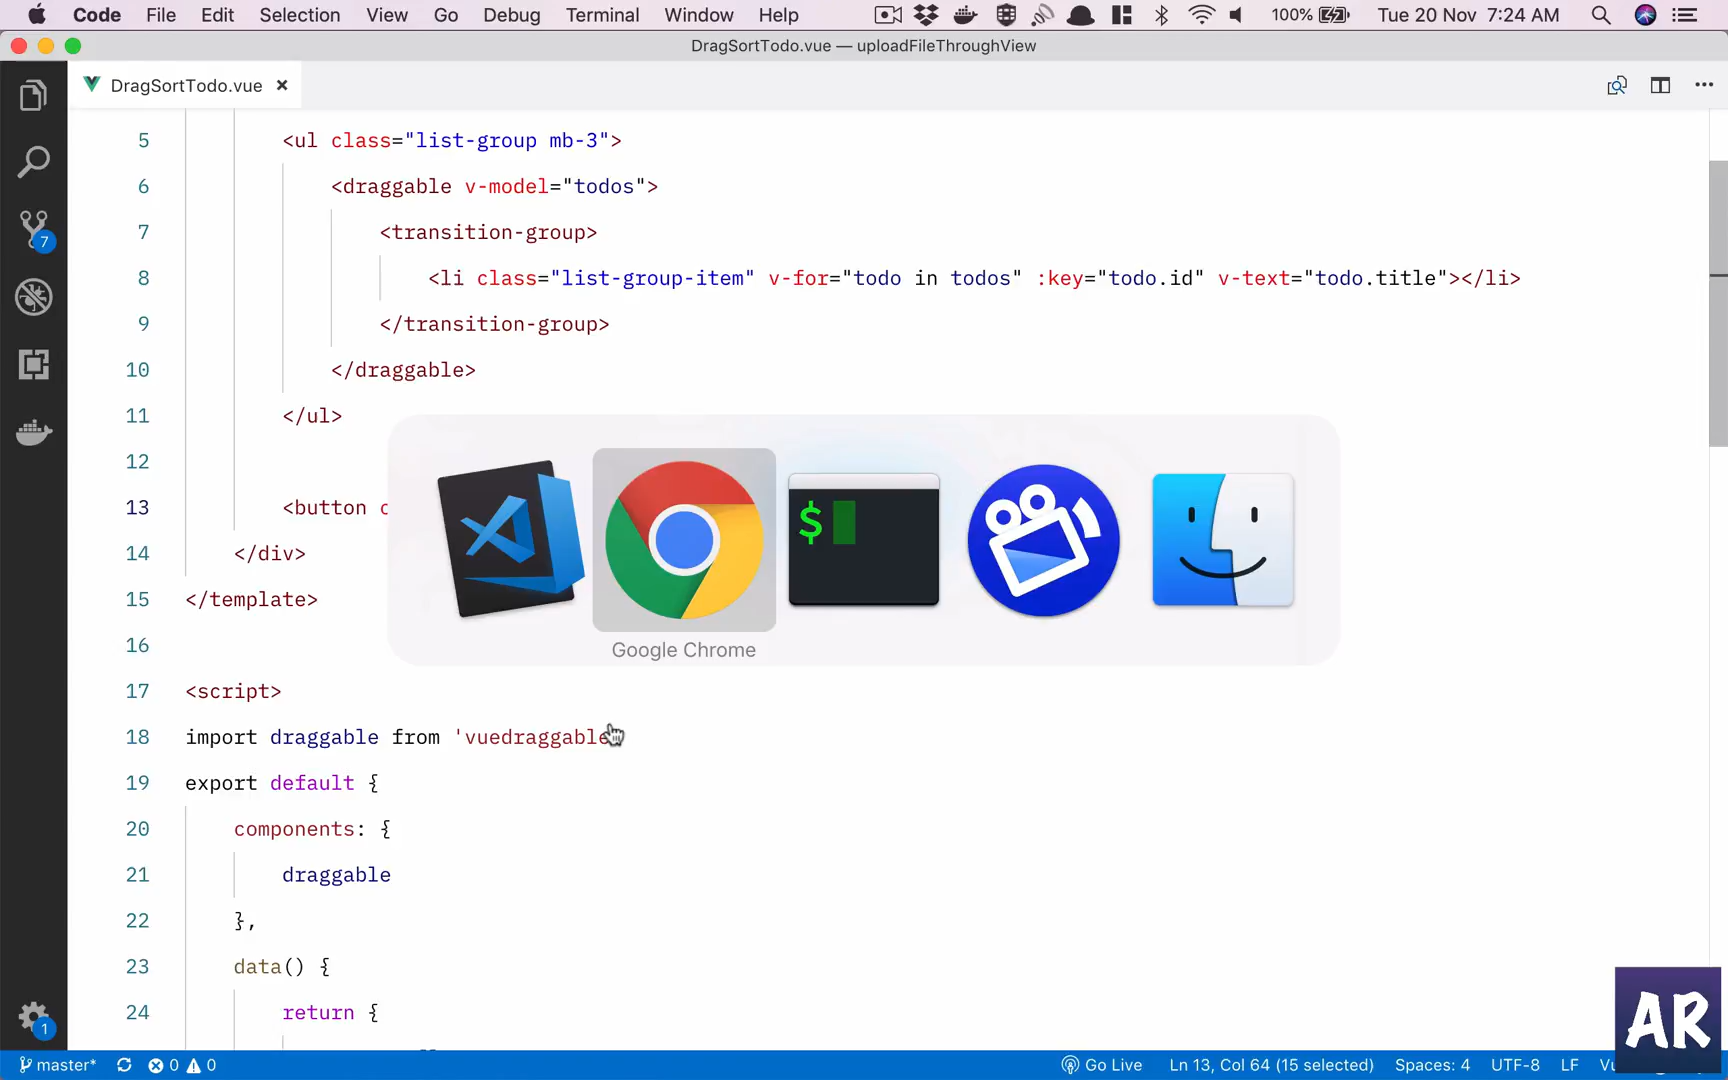 Code File Edit Selection View Go Debug Terminal Window Help 100% Tue 20 Nov 7:24 AM
DragSortTodo.vue — uploadFileThroughView
DragSortTodo.vue
5 <ul class="list-group mb-3">
6 <draggable v-model="todos">
7 <transition-group>
8 <li class="list-group-item" v-for="todo in todos" :key="todo.id" v-text="todo.title"></li>
9 </transition-group>
10 </draggable>
11 </ul>
12
13 <button
14 </div>
15 </template>
16
17 <script>
18 import draggable from 'vuedraggable
19 export default {
20 components: {
21 draggable
22 },
23 data() {
24 return {
7
$
Google Chrome
1
AR
master* 0 0 Go Live Ln 13, Col 64 (15 selected) Spaces: 4 UTF-8 LF